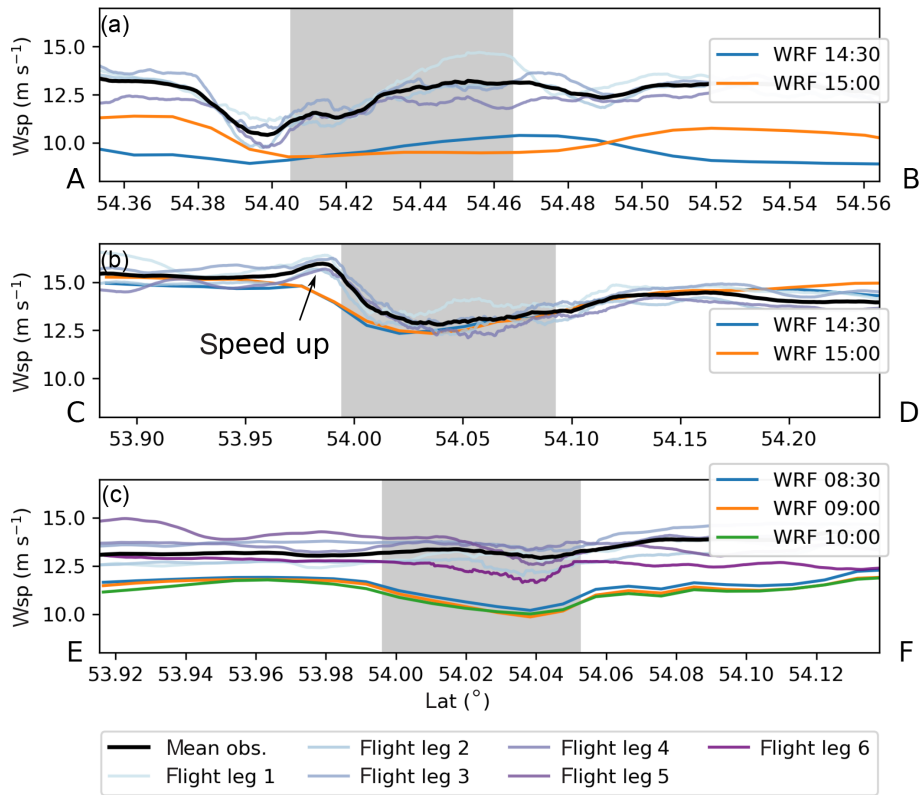 (a)
Wsp (m s⁻¹)
15.0
12.5
10.0
WRF 14:30
WRF 15:00
A
B
54.36 54.38 54.40 54.42 54.44 54.46 54.48 54.50 54.52 54.54 54.56
(b)
Wsp (m s⁻¹)
15.0
12.5
10.0
Speed up
WRF 14:30
WRF 15:00
C
D
53.90 53.95 54.00 54.05 54.10 54.15 54.20
(c)
Wsp (m s⁻¹)
15.0
12.5
10.0
WRF 08:30
WRF 09:00
WRF 10:00
E
F
53.92 53.94 53.96 53.98 54.00 54.02 54.04 54.06 54.08 54.10 54.12
Lat (°)
Mean obs. Flight leg 2 Flight leg 4 Flight leg 6
Flight leg 1 Flight leg 3 Flight leg 5